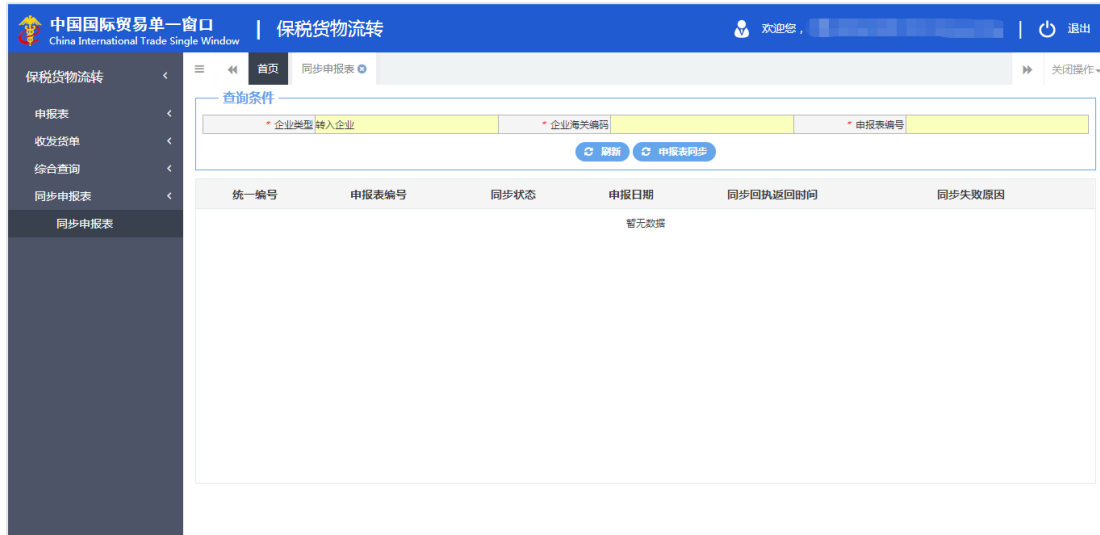 中国国际贸易单一窗口 | 保税货物流转 欢迎您， | 退出
China International Trade Single Window
保税货物流转 首页 同步申报表 关闭操作
查询条件
申报表
* 企业类型 转入企业 * 企业海关编码 * 申报表编号
收发货单
刷新 申报表同步
综合查询
同步申报表
统一编号 申报表编号 同步状态 申报日期 同步回执返回时间 同步失败原因
同步申报表
暂无数据